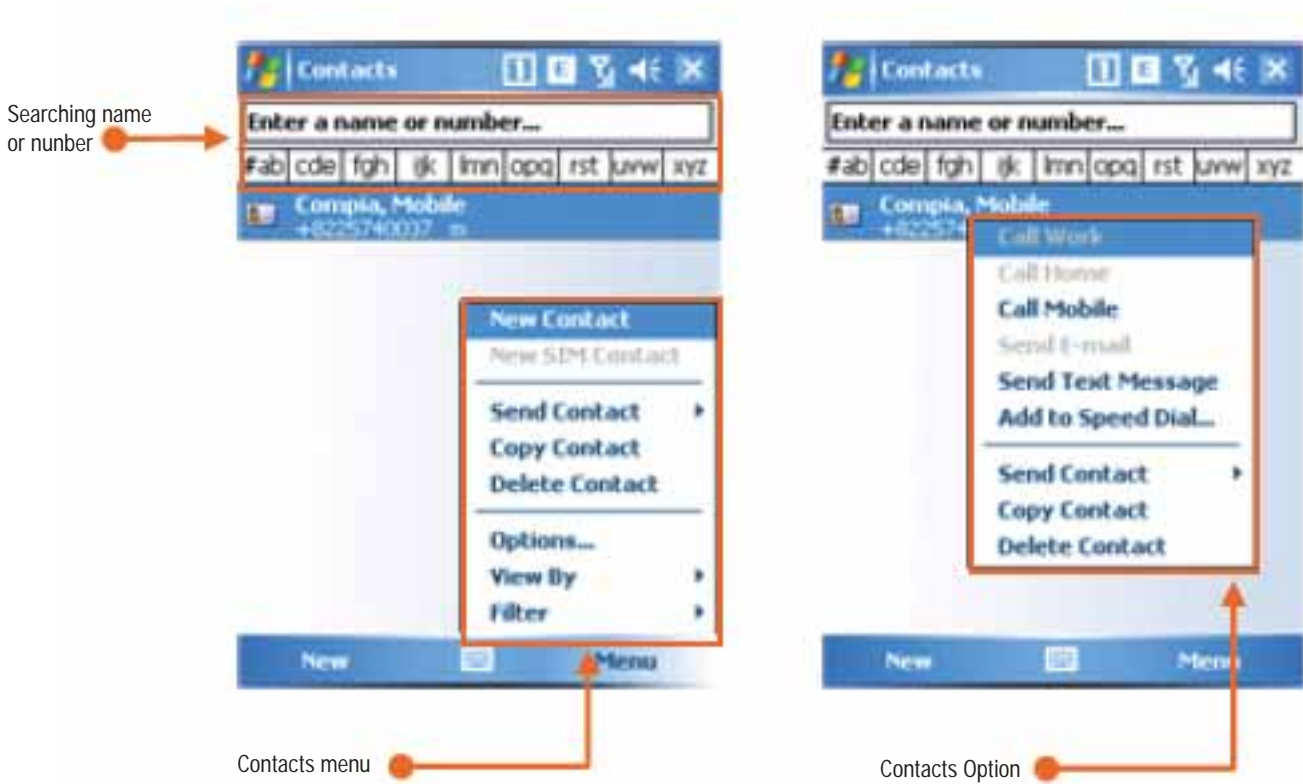 Searching name
or nunber
Contacts
Enter a name or number...
#ab cde fgh ijk lmn opq rst uvw xyz
Compia, Mobile
+8225740037 m
New Contact
New SIM Contact
Send Contact
Copy Contact
Delete Contact
Options...
View By
Filter
New Menu
Contacts menu
Contacts
Enter a name or number...
#ab cde fgh ijk lmn opq rst uvw xyz
Compia, Mobile
+822574
Call Work
Call Home
Call Mobile
Send E-mail
Send Text Message
Add to Speed Dial...
Send Contact
Copy Contact
Delete Contact
New Menu
Contacts Option